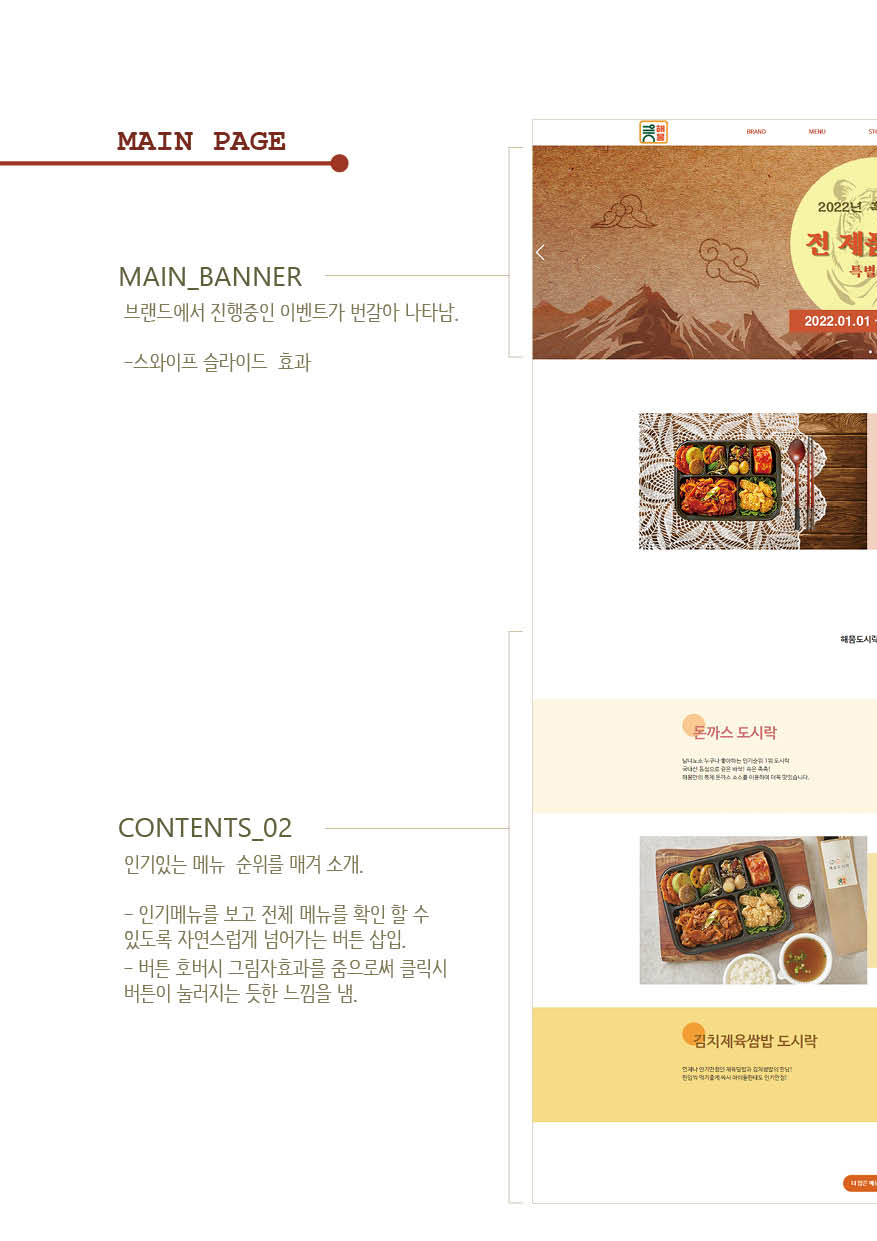 MAIN PAGE
MAIN_BANNER
브랜드에서 진행중인 이벤트가 번갈아 나타남.
-스와이프 슬라이드 효과
CONTENTS_02
인기있는 메뉴 순위를 매겨 소개.
- 인기메뉴를 보고 전체 메뉴를 확인 할 수
있도록 자연스럽게 넘어가는 버튼 삽입.
- 버튼 호버시 그림자효과를 줌으로써 클릭시
버튼이 눌러지는 듯한 느낌을 냄.
BRAND MENU
2022년
전 제품
특별
2022.01.01
해몽도시락
돈까스 도시락
남녀노소 누구나 좋아하는 인기순위 1위 도시락
국내산 등심으로 겉은 바삭! 속은 촉촉!
해몽만의 특제 돈까스 소스를 이용하여 더욱 맛있습니다.
김치제육쌈밥 도시락
언제나 인기만점인 제육덮밥과 김치쌈밥의 만남!
한입씩 먹기좋게 싸서 아이들한테도 인기만점!
더 많은 메뉴